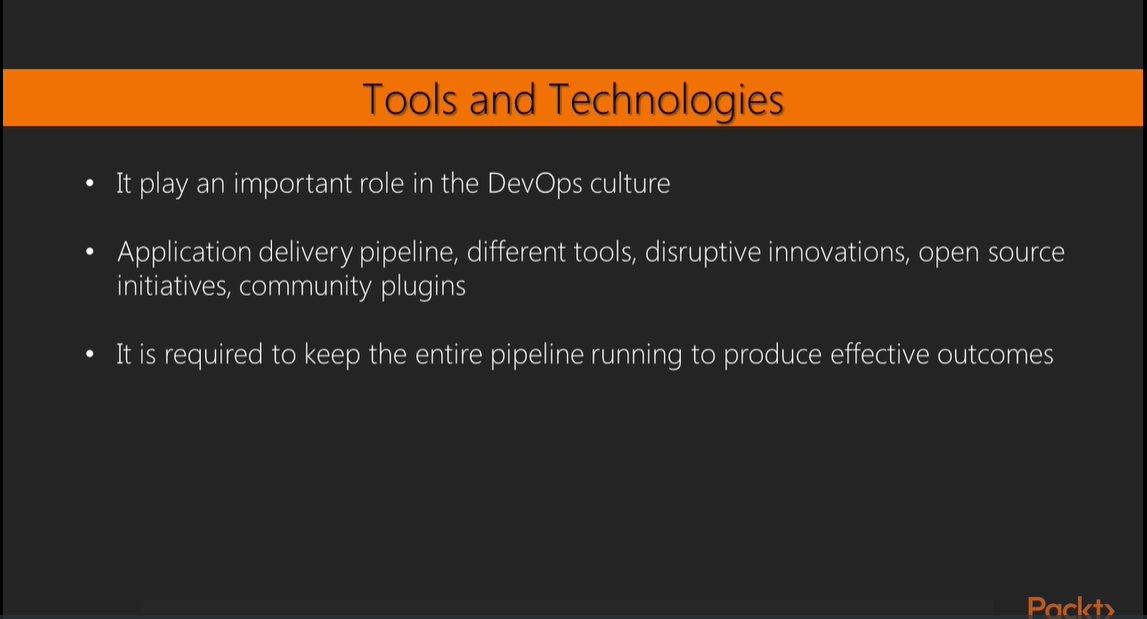 Tools and Technologies
• It play an important role in the DevOps culture
• Application delivery pipeline, different tools, disruptive innovations, open source
initiatives, community plugins
• It is required to keep the entire pipeline running to produce effective outcomes
Packt>